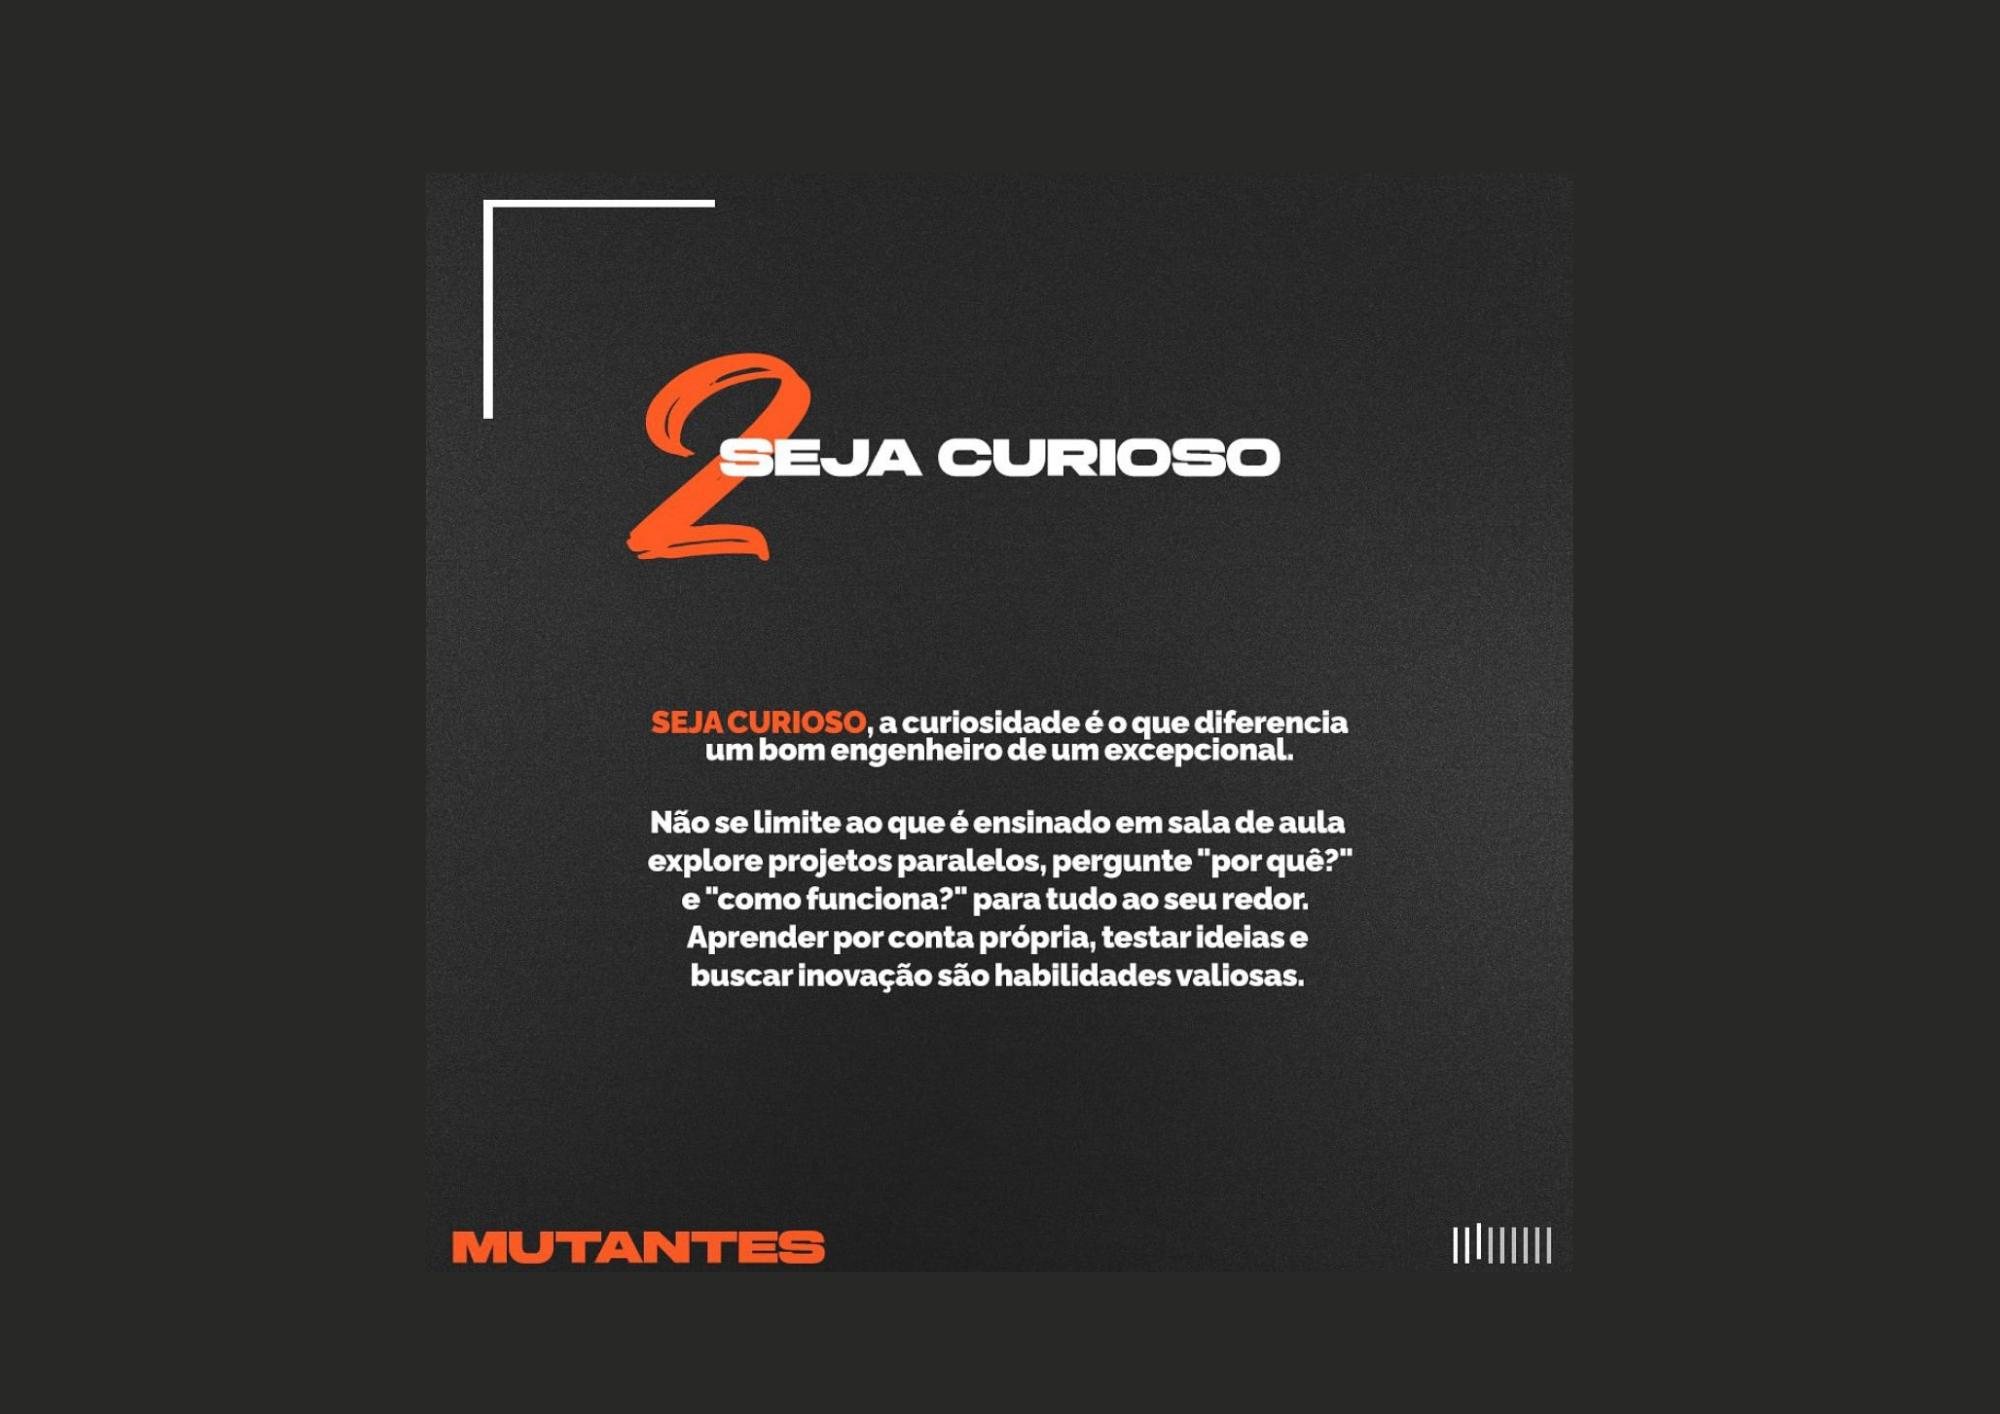 2
SEJA CURIOSO
SEJA CURIOSO, a curiosidade é o que diferencia
um bom engenheiro de um excepcional.
Não se limite ao que é ensinado em sala de aula
explore projetos paralelos, pergunte "por quê?"
e "como funciona?" para tudo ao seu redor.
Aprender por conta própria, testar ideias e
buscar inovação são habilidades valiosas.
MUTANTES